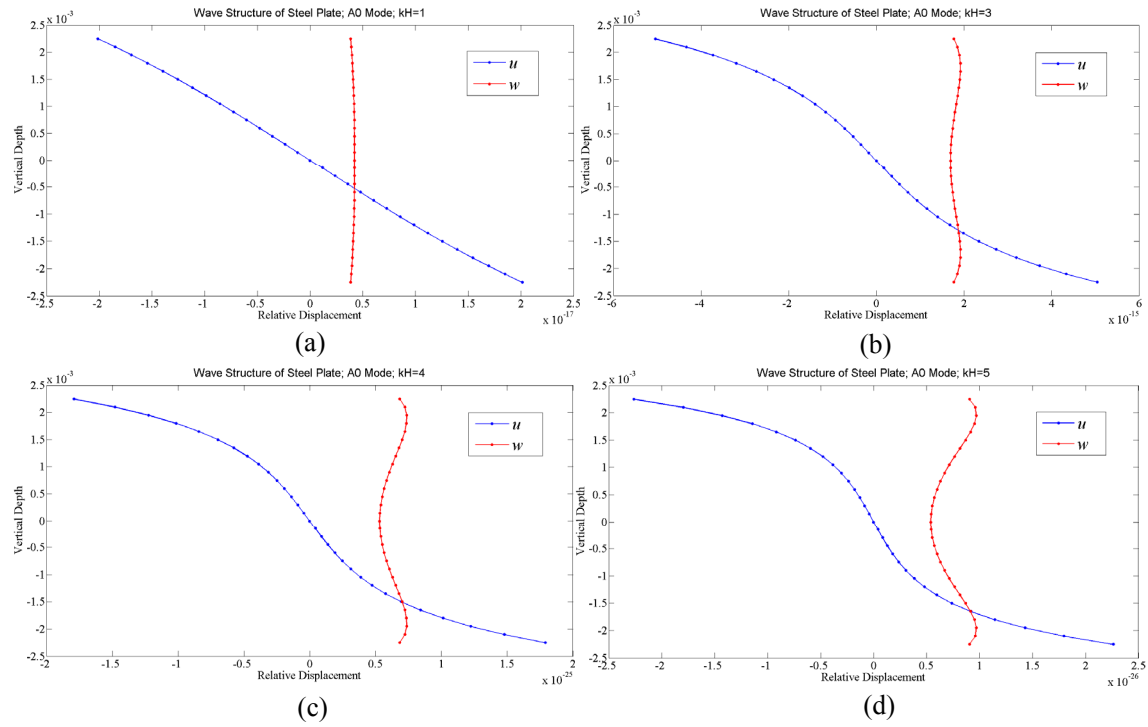 Wave Structure of Steel Plate; A0 Mode; kH=1
x 10⁻³
2.5
2
1.5
1
0.5
0
-0.5
-1
-1.5
-2
2.5
Vertical Depth
u
w
-2.5 -2 -1.5 -1 -0.5 0 0.5 1 1.5 2 2.5
Relative Displacement
x 10⁻¹⁷
(a)
Wave Structure of Steel Plate; A0 Mode; kH=3
x 10⁻³
2.5
2
1.5
1
0.5
0
-0.5
-1
-1.5
-2
-2.5
Vertical Depth
u
w
-6 -4 -2 0 2 4 6
Relative Displacement
x 10⁻¹⁵
(b)
Wave Structure of Steel Plate; A0 Mode; kH=4
x 10⁻³
2.5
2
1.5
1
0.5
0
-0.5
-1
-1.5
-2
2.5
Vertical Depth
u
w
-2 -1.5 -1 -0.5 0 0.5 1 1.5 2
Relative Displacement
x 10⁻²⁵
(c)
Wave Structure of Steel Plate; A0 Mode; kH=5
x 10⁻³
2.5
2
1.5
1
0.5
0
-0.5
-1
-1.5
-2
-2.5
Vertical Depth
u
w
-2.5 -2 -1.5 -1 -0.5 0 0.5 1 1.5 2 2.5
Relative Displacement
x 10⁻²⁶
(d)